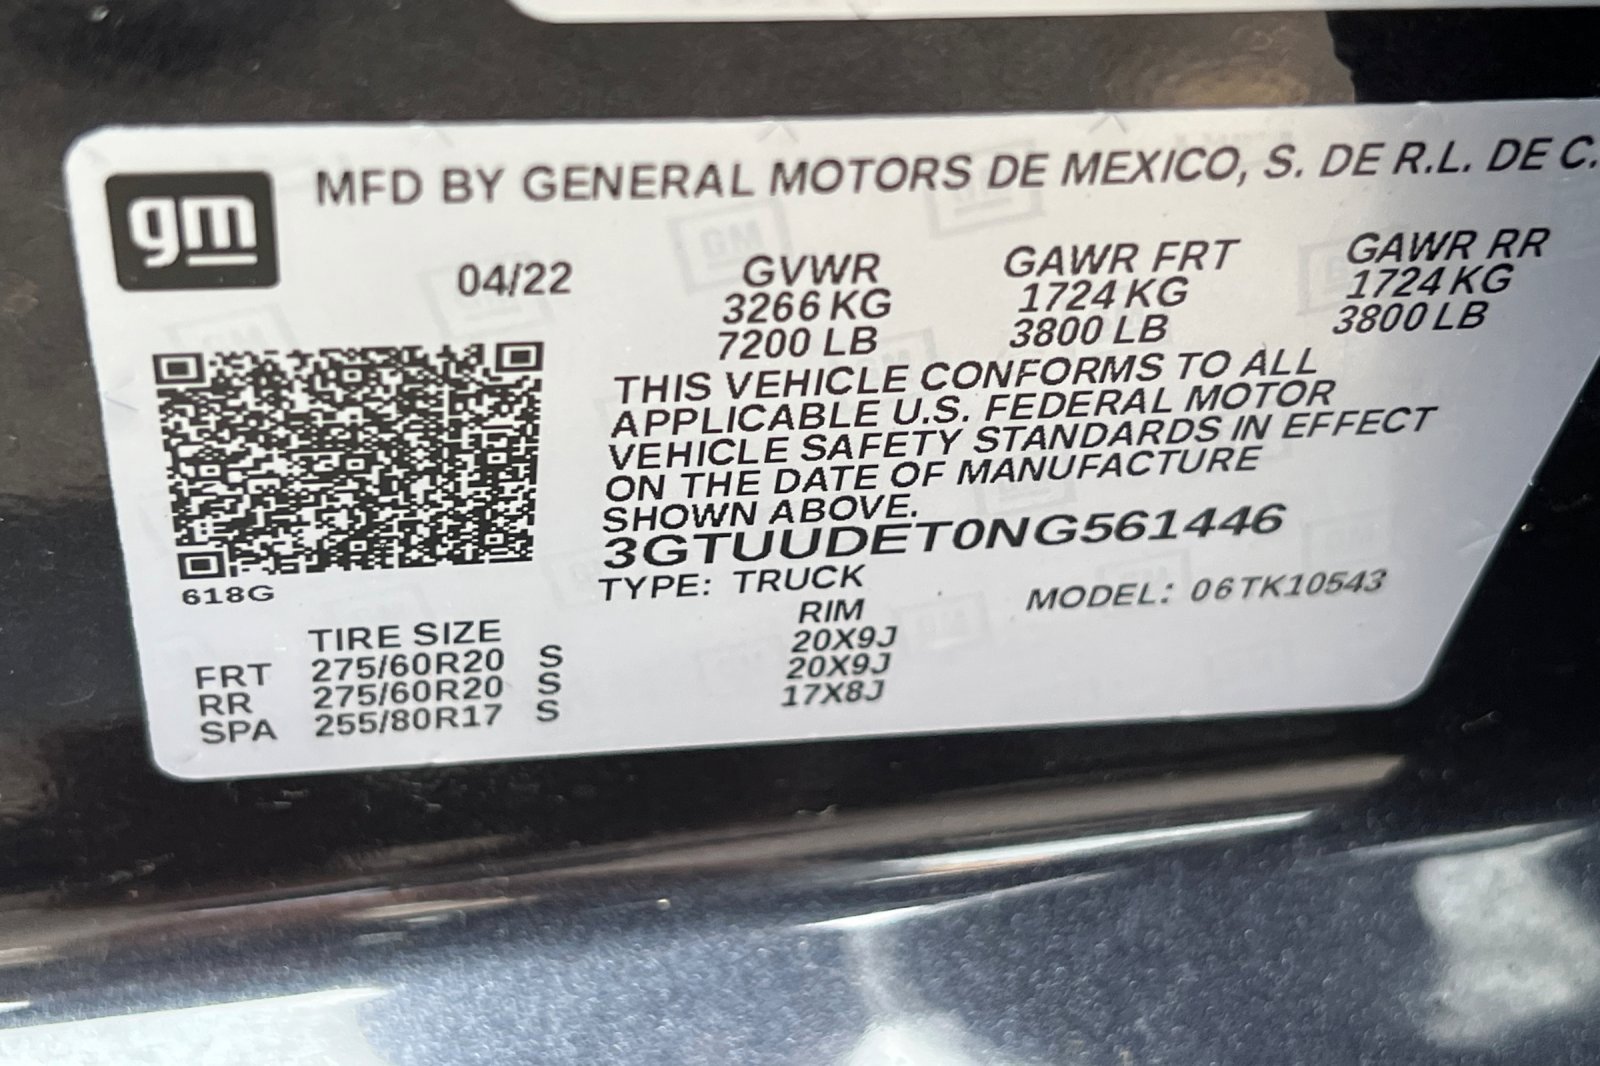 gm
MFD BY GENERAL MOTORS DE MEXICO, S. DE R.L. DE C.
04/22
GVWR GAWR FRT GAWR RR
3266 KG 1724 KG 1724 KG
7200 LB 3800 LB 3800 LB
THIS VEHICLE CONFORMS TO ALL
APPLICABLE U.S. FEDERAL MOTOR
VEHICLE SAFETY STANDARDS IN EFFECT
ON THE DATE OF MANUFACTURE
SHOWN ABOVE.
3GTUUDET0NG561446
TYPE: TRUCK MODEL: 06TK10543
618G
TIRE SIZE RIM
FRT 275/60R20 S 20X9J
RR 275/60R20 S 20X9J
SPA 255/80R17 S 17X8J